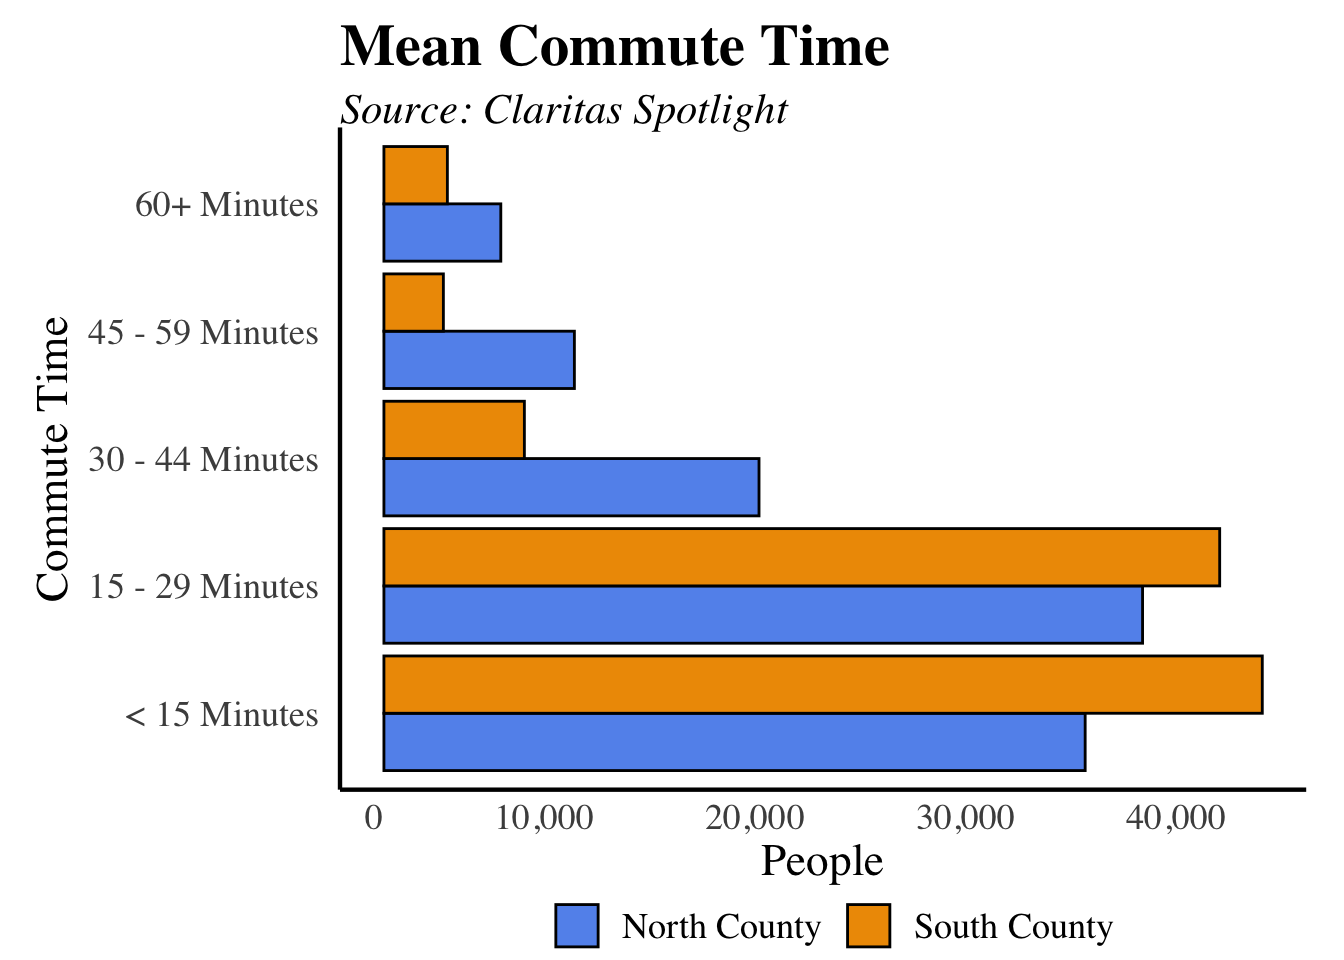 Mean Commute Time
Source: Claritas Spotlight
60+ Minutes
45 - 59 Minutes
30 - 44 Minutes
15 - 29 Minutes
< 15 Minutes
Commute Time
0 10,000 20,000 30,000 40,000
People
North County South County